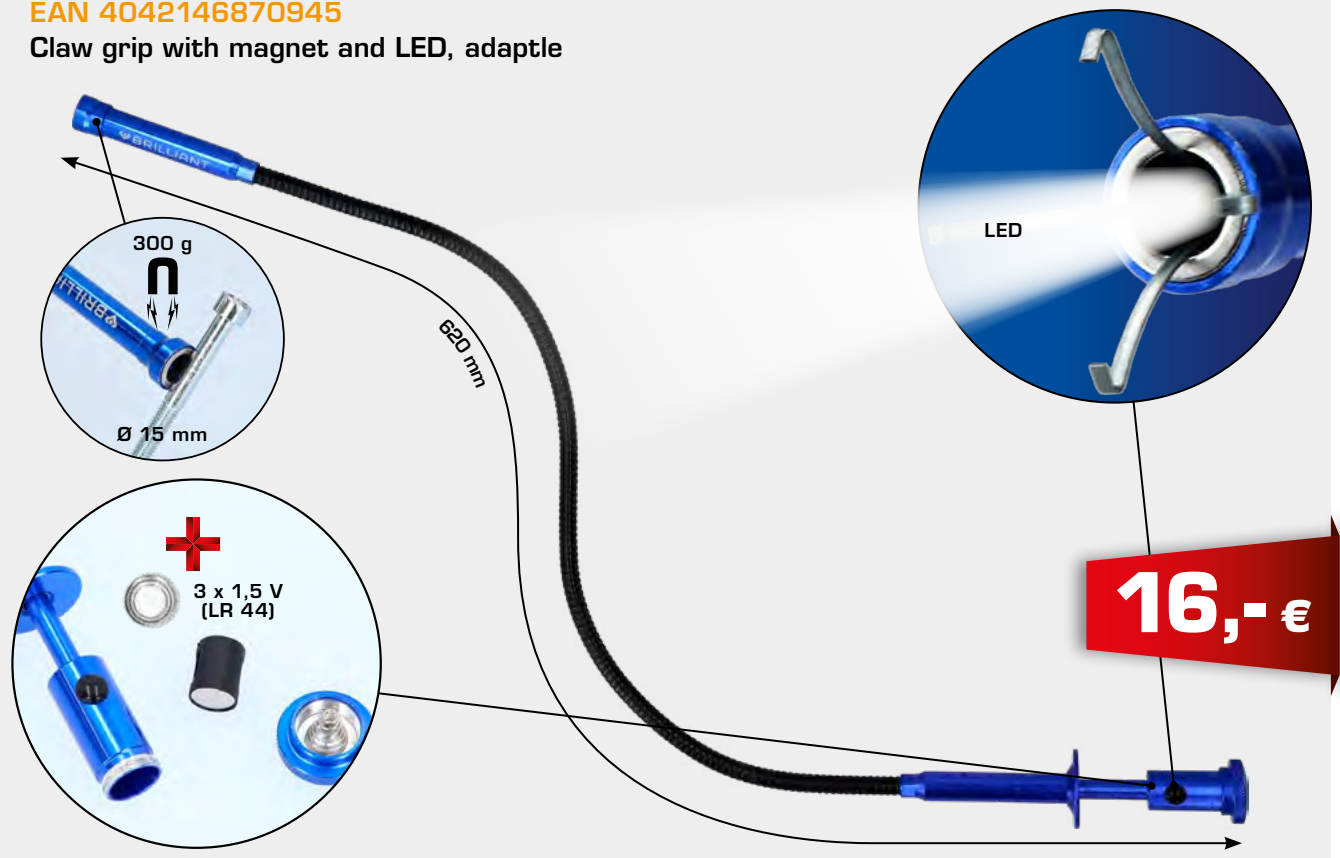 EAN 4042146870945
Claw grip with magnet and LED, adaptle
BRILLIANT
300 g
BRILLI
Ø 15 mm
620 mm
LED
3 x 1,5 V
(LR 44)
16,- €